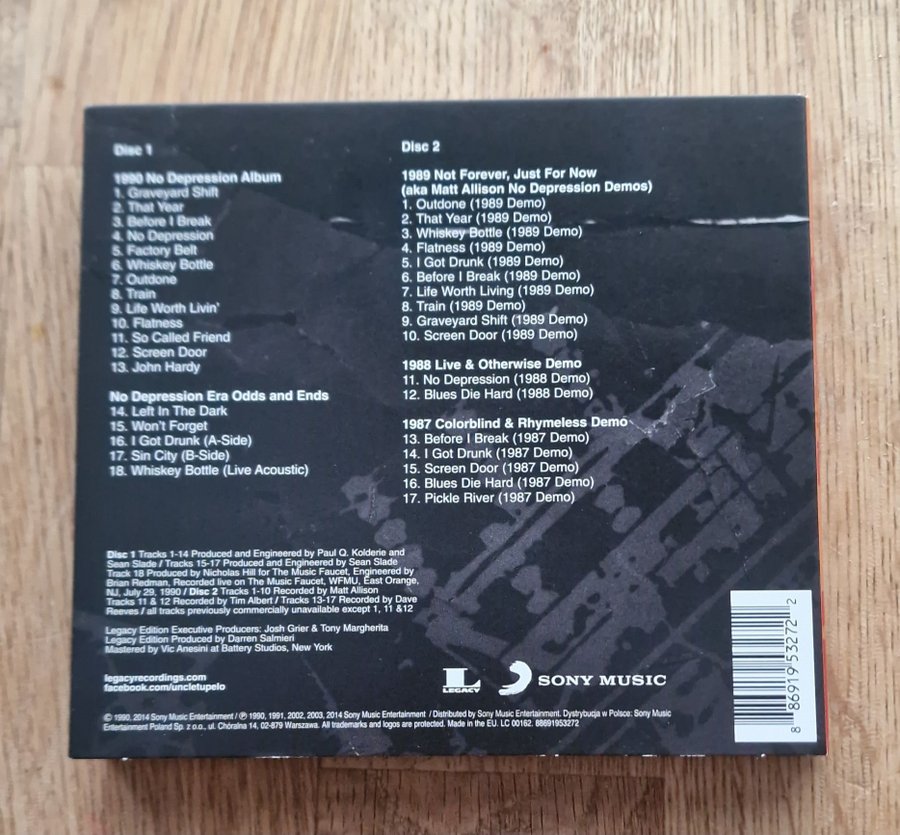 Disc 1
1990 No Depression Album
1. Graveyard Shift
2. That Year
3. Before I Break
4. No Depression
5. Factory Belt
6. Whiskey Bottle
7. Outdone
8. Train
9. Life Worth Livin'
10. Flatness
11. So Called Friend
12. Screen Door
13. John Hardy
No Depression Era Odds and Ends
14. Left In The Dark
15. Won't Forget
16. I Got Drunk (A-Side)
17. Sin City (B-Side)
18. Whiskey Bottle (Live Acoustic)
Disc 2
1989 Not Forever, Just For Now
(aka Matt Allison No Depression Demos)
1. Outdone (1989 Demo)
2. That Year (1989 Demo)
3. Whiskey Bottle (1989 Demo)
4. Flatness (1989 Demo)
5. I Got Drunk (1989 Demo)
6. Before I Break (1989 Demo)
7. Life Worth Living (1989 Demo)
8. Train (1989 Demo)
9. Graveyard Shift (1989 Demo)
10. Screen Door (1989 Demo)
1988 Live & Otherwise Demo
11. No Depression (1988 Demo)
12. Blues Die Hard (1988 Demo)
1987 Colorblind & Rhymeless Demo
13. Before I Break (1987 Demo)
14. I Got Drunk (1987 Demo)
15. Screen Door (1987 Demo)
16. Blues Die Hard (1987 Demo)
17. Pickle River (1987 Demo)
Disc 1 Tracks 1-14 Produced and Engineered by Paul Q. Kolderie and
Sean Slade / Tracks 15-17 Produced and Engineered by Sean Slade
Track 18 Produced by Nicholas Hill for The Music Faucet, Engineered by
Brian Redman, Recorded live on The Music Faucet, WFMU, East Orange,
NJ, July 29, 1990 / Disc 2 Tracks 1-10 Recorded by Matt Allison
Tracks 11 & 12 Recorded by Tim Albert / Tracks 13-17 Recorded by Dave
Reeves / all tracks previously commercially unavailable except 1, 11 &12
Legacy Edition Executive Producers: Josh Grier & Tony Margherita
Legacy Edition Produced by Darren Salmieri
Mastered by Vic Anesini at Battery Studios, New York
legacyrecordings.com
facebook.com/uncletupelo
LEGACY
SONY MUSIC
© 1990, 2014 Sony Music Entertainment / ℗ 1990, 1991, 2002, 2003, 2014 Sony Music Entertainment / Distributed by Sony Music Entertainment. Dystrybucja w Polsce: Sony Music
Entertainment Poland Sp. z o.o., ul. Chóralna 14, 02-879 Warszawa. All trademarks and logos are protected. Made in the EU. LC 00162. 88691953272
8 86919 53272 2